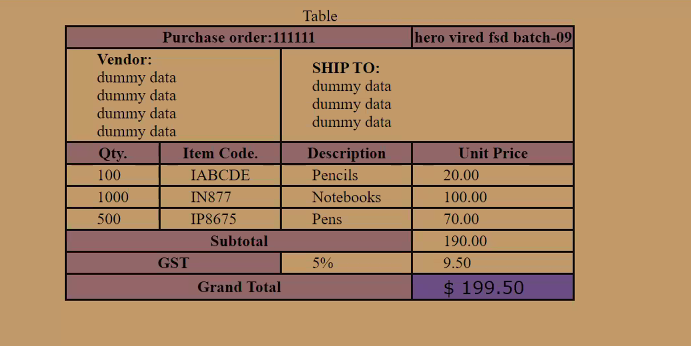 Table
Purchase order:111111 hero vired fsd batch-09
Vendor:
dummy data
dummy data
dummy data
dummy data
SHIP TO:
dummy data
dummy data
dummy data
Qty. Item Code. Description Unit Price
100 IABCDE Pencils 20.00
1000 IN877 Notebooks 100.00
500 IP8675 Pens 70.00
Subtotal 190.00
GST 5% 9.50
Grand Total $ 199.50